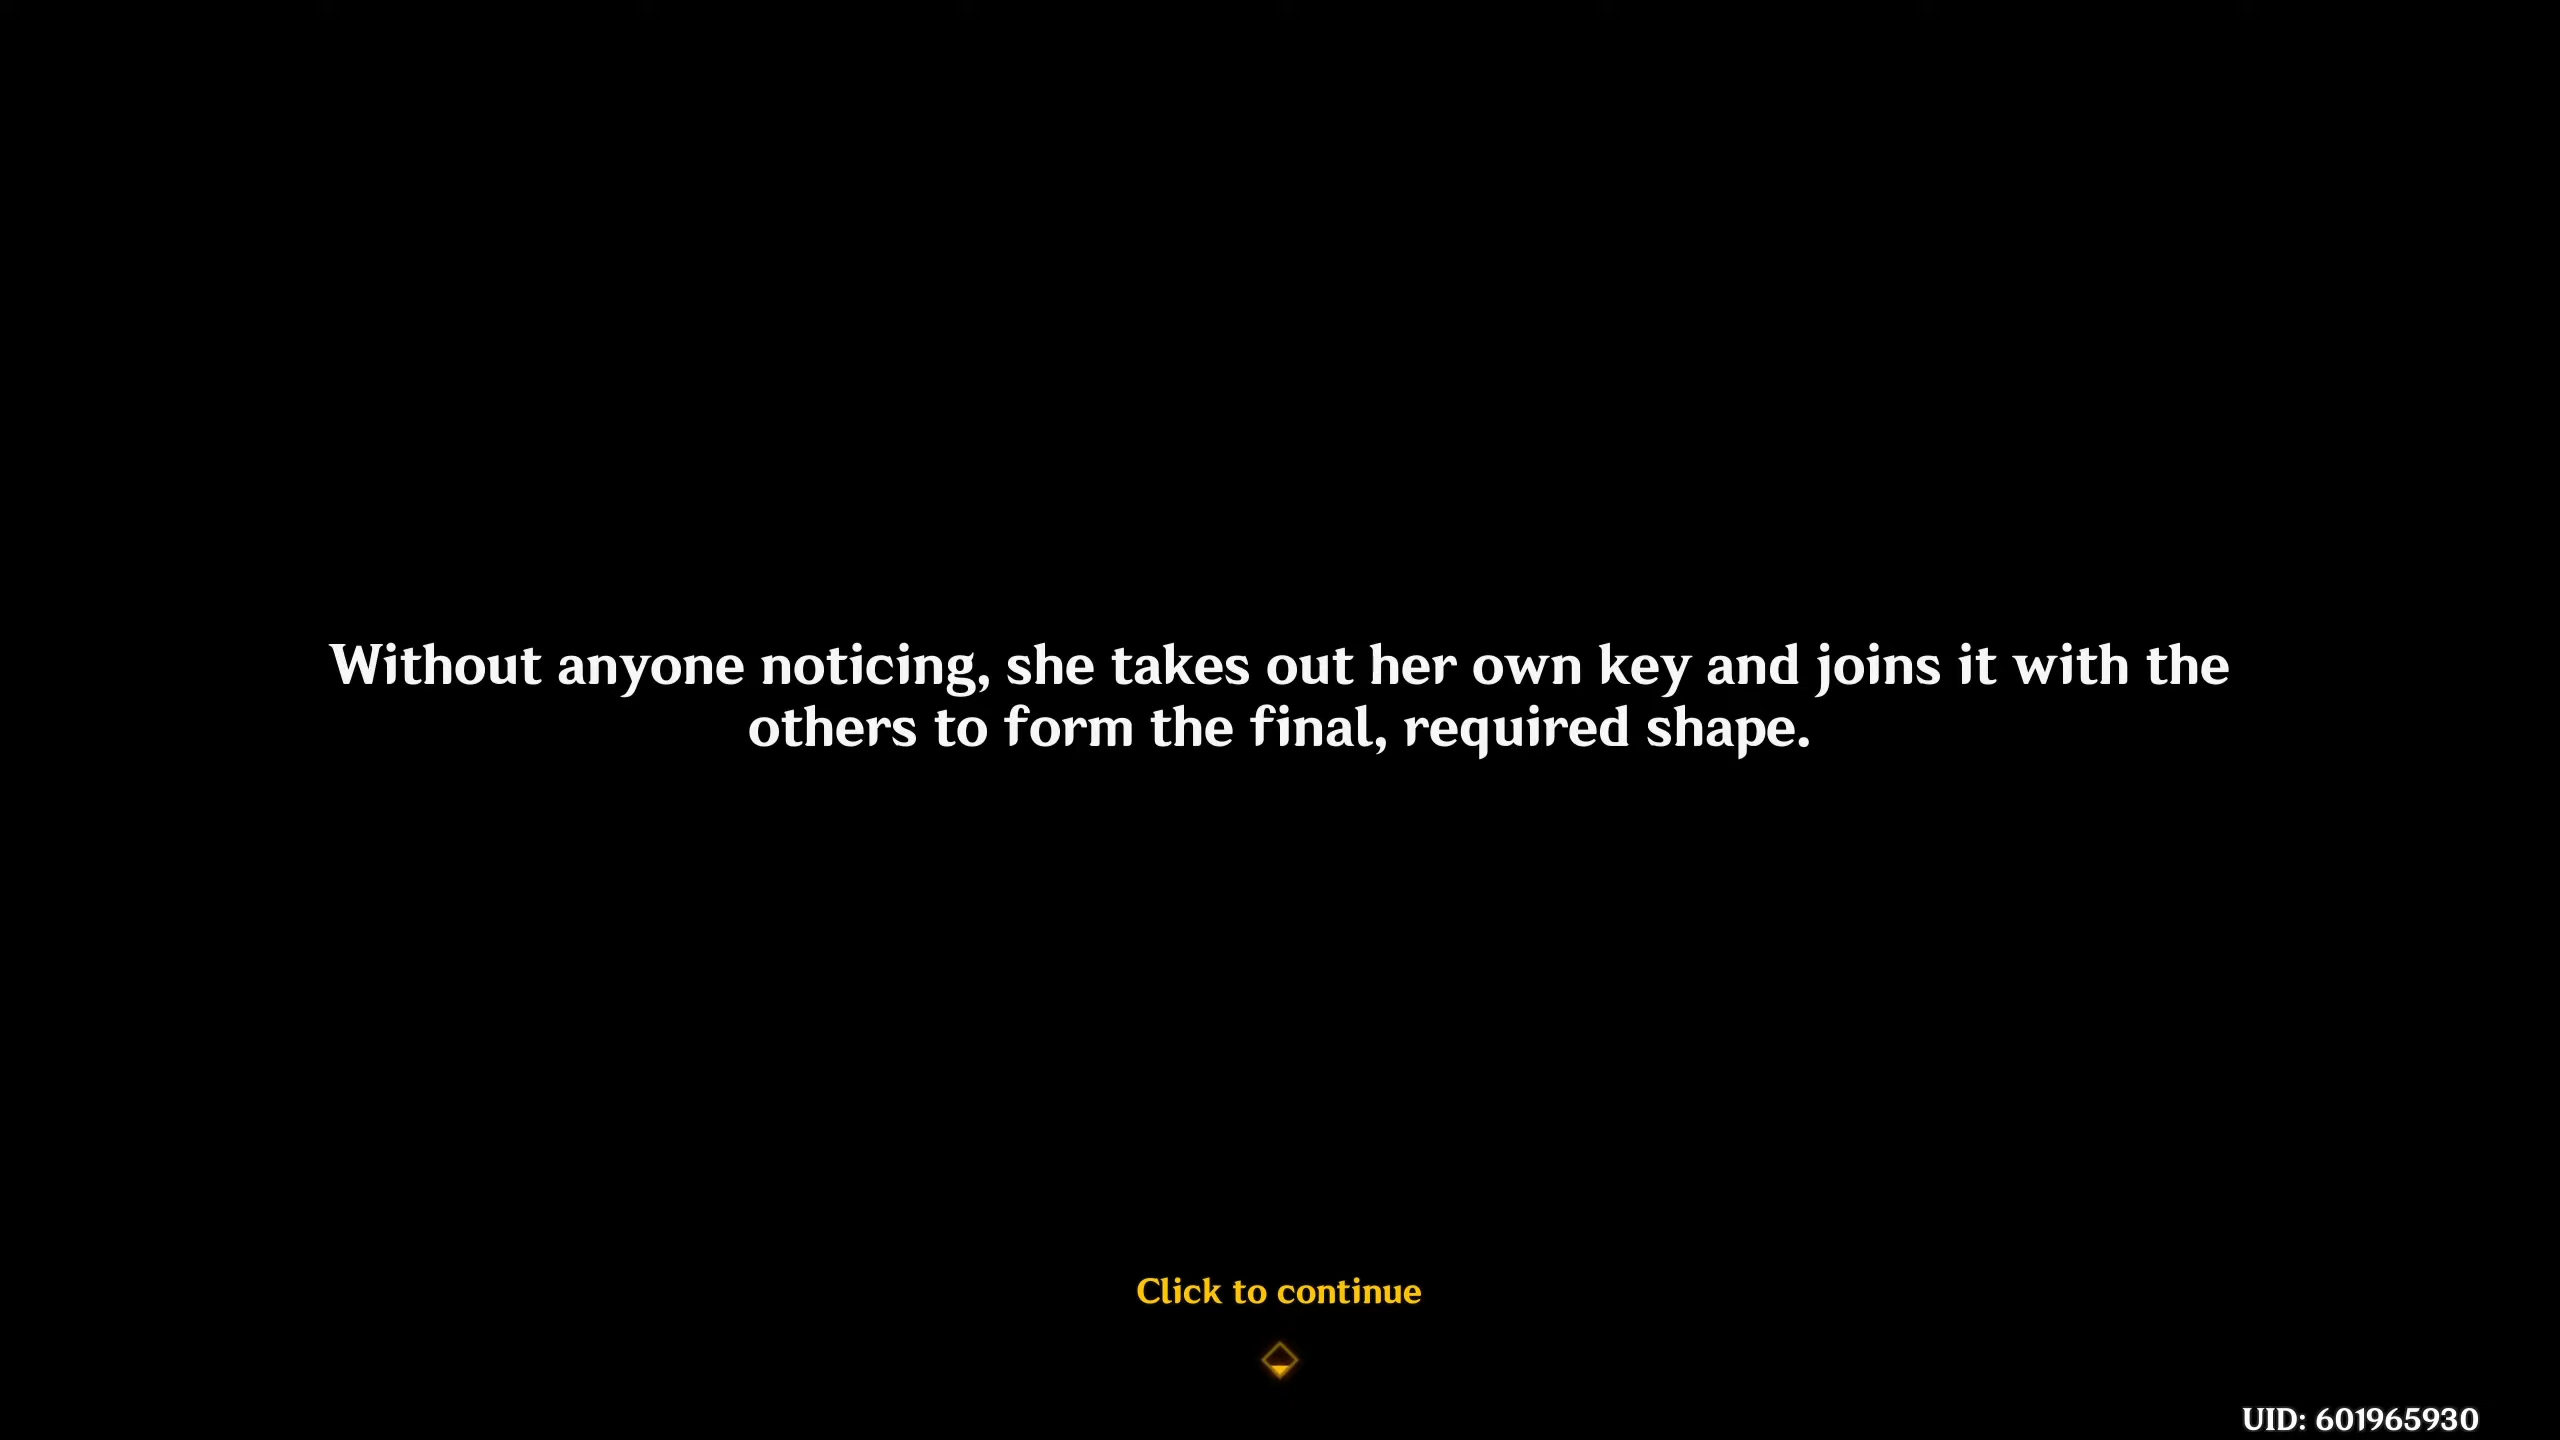 Without anyone noticing, she takes out her own key and joins it with the
others to form the final, required shape.
Click to continue
UID: 601965930